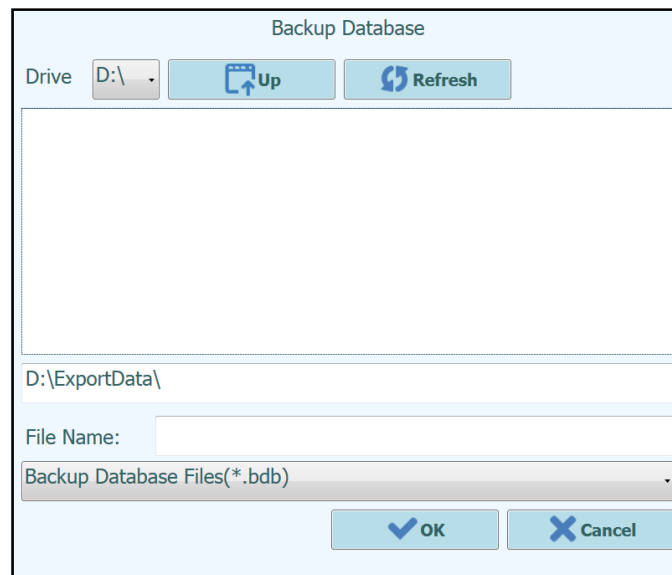 Backup Database
Drive D:\ Up Refresh
D:\ExportData\
File Name:
Backup Database Files(*.bdb)
OK Cancel